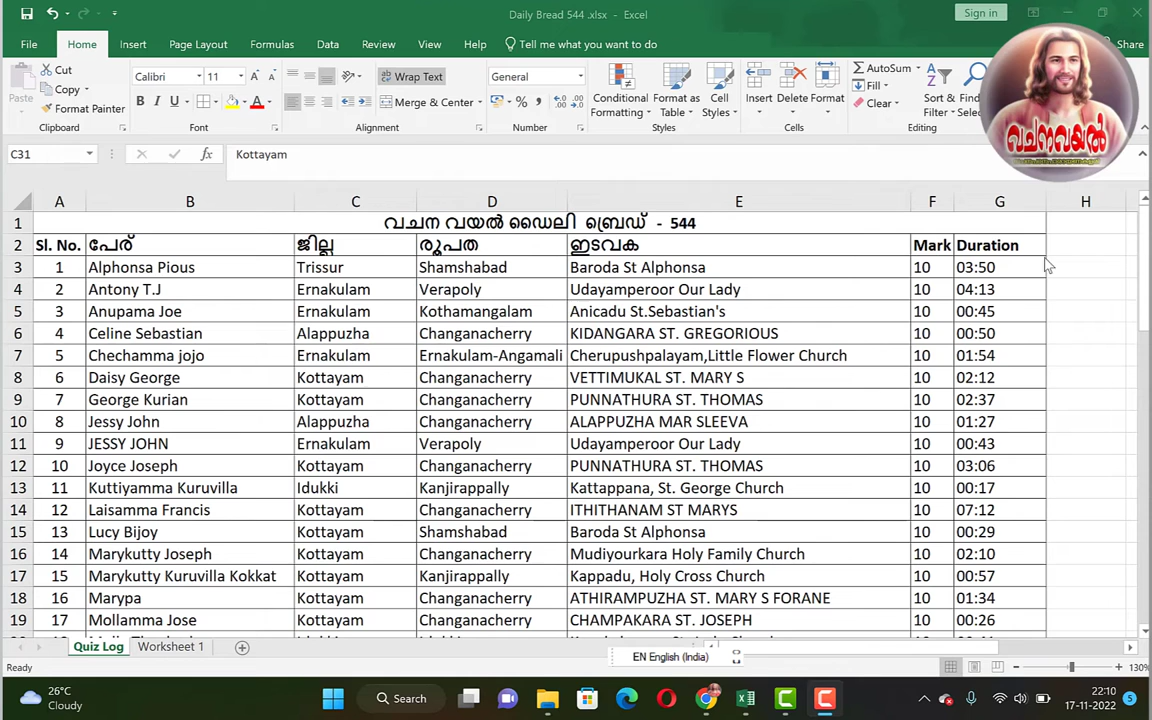 Daily Bread 544 .xlsx - Excel
Sign in
File Home Insert Page Layout Formulas Data Review View Help Tell me what you want to do Share
Paste Cut Copy Format Painter Calibri 11 B I U A Wrap Text Merge & Center General % Conditional Formatting Format as Table Cell Styles Insert Delete Format AutoSum Fill Clear Sort & Filter Find
Clipboard Font Alignment Number Styles Cells Editing
വചനവയൽ
C31 fx Kottayam
A B C D E F G H
1 വചന വയൽ ഡൈലി ബ്രെഡ് - 544
2 Sl. No. പേര് ജില്ല രൂപത ഇടവക Mark Duration
3 1 Alphonsa Pious Trissur Shamshabad Baroda St Alphonsa 10 03:50
4 2 Antony T.J Ernakulam Verapoly Udayamperoor Our Lady 10 04:13
5 3 Anupama Joe Ernakulam Kothamangalam Anicadu St.Sebastian's 10 00:45
6 4 Celine Sebastian Alappuzha Changanacherry KIDANGARA ST. GREGORIOUS 10 00:50
7 5 Chechamma jojo Ernakulam Ernakulam-Angamali Cherupushpalayam,Little Flower Church 10 01:54
8 6 Daisy George Kottayam Changanacherry VETTIMUKAL ST. MARY S 10 02:12
9 7 George Kurian Kottayam Changanacherry PUNNATHURA ST. THOMAS 10 02:37
10 8 Jessy John Alappuzha Changanacherry ALAPPUZHA MAR SLEEVA 10 01:27
11 9 JESSY JOHN Ernakulam Verapoly Udayamperoor Our Lady 10 00:43
12 10 Joyce Joseph Kottayam Changanacherry PUNNATHURA ST. THOMAS 10 03:06
13 11 Kuttiyamma Kuruvilla Idukki Kanjirappally Kattappana, St. George Church 10 00:17
14 12 Laisamma Francis Kottayam Changanacherry ITHITHANAM ST MARYS 10 07:12
15 13 Lucy Bijoy Kottayam Shamshabad Baroda St Alphonsa 10 00:29
16 14 Marykutty Joseph Kottayam Changanacherry Mudiyourkara Holy Family Church 10 02:10
17 15 Marykutty Kuruvilla Kokkat Kottayam Kanjirappally Kappadu, Holy Cross Church 10 00:57
18 16 Marypa Kottayam Changanacherry ATHIRAMPUZHA ST. MARY S FORANE 10 01:34
19 17 Mollamma Jose Kottayam Changanacherry CHAMPAKARA ST. JOSEPH 10 00:26
Quiz Log Worksheet 1
EN English (India)
Ready 130%
26°C
Cloudy
Search
22:10
17-11-2022
5